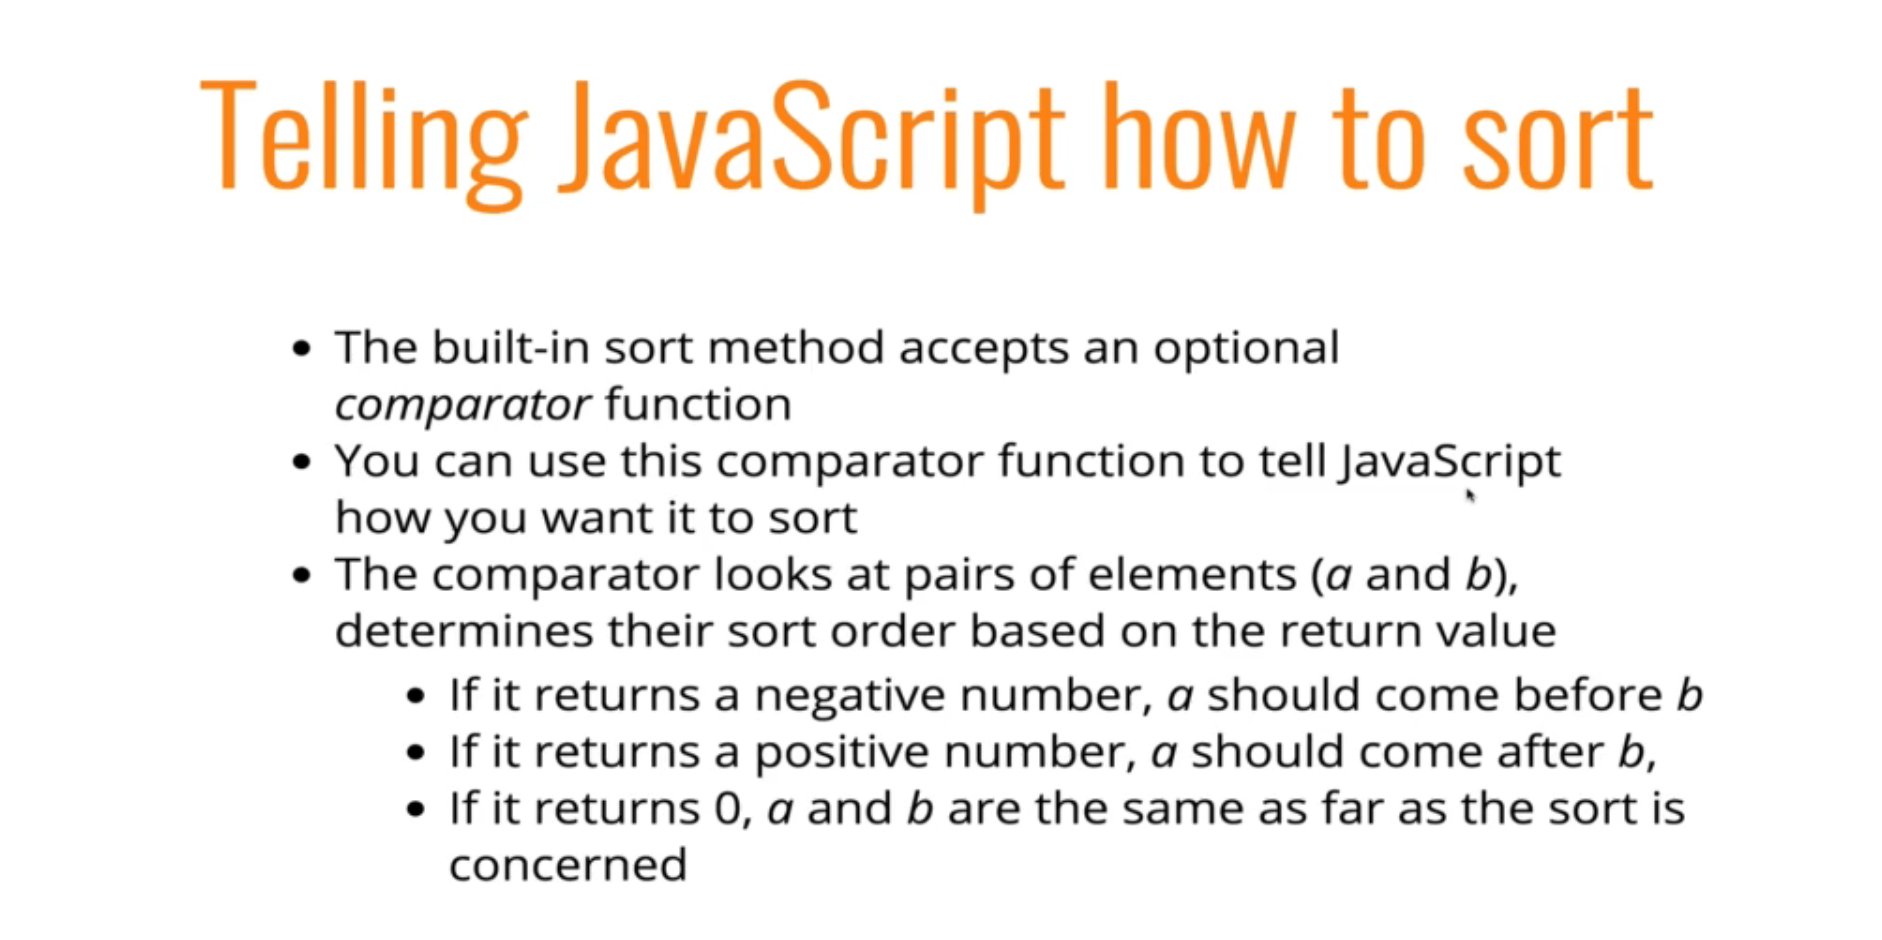 Telling JavaScript how to sort
• The built-in sort method accepts an optional
comparator function
• You can use this comparator function to tell JavaScript
how you want it to sort
• The comparator looks at pairs of elements (a and b),
determines their sort order based on the return value
• If it returns a negative number, a should come before b
• If it returns a positive number, a should come after b,
• If it returns 0, a and b are the same as far as the sort is
concerned